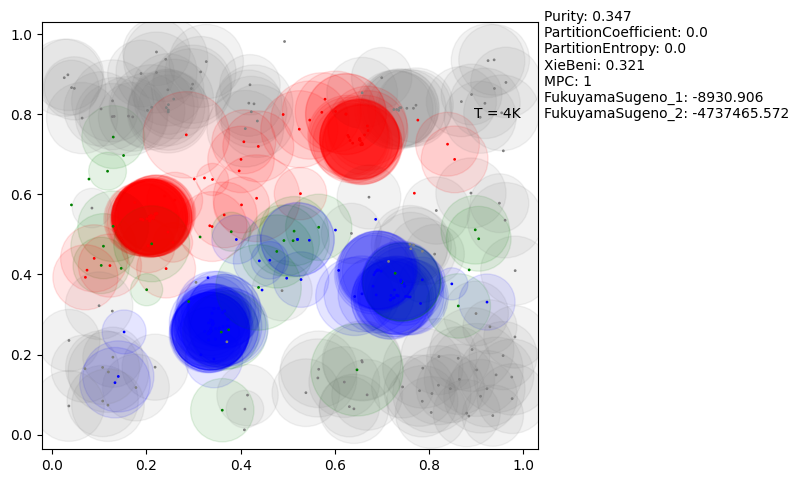 Purity: 0.347
PartitionCoefficient: 0.0
PartitionEntropy: 0.0
XieBeni: 0.321
MPC: 1
FukuyamaSugeno_1: -8930.906
FukuyamaSugeno_2: -4737465.572
T = 4K
1.0
0.8
0.6
0.4
0.2
0.0
0.0 0.2 0.4 0.6 0.8 1.0